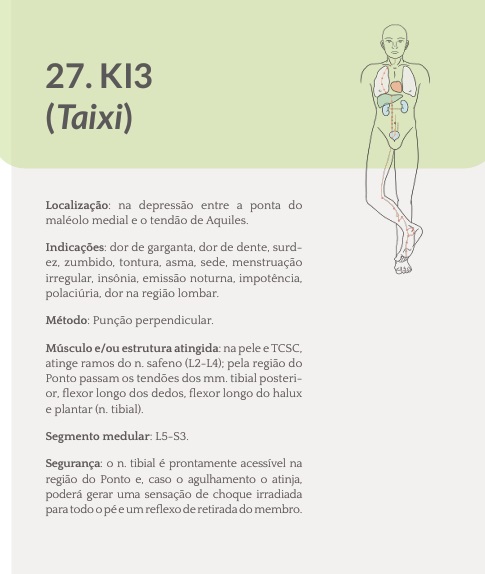 27. KI3
(Taixi)
Localização: na depressão entre a ponta do
maléolo medial e o tendão de Aquiles.
Indicações: dor de garganta, dor de dente, surd-
ez, zumbido, tontura, asma, sede, menstruação
irregular, insônia, emissão noturna, impotência,
polaciúria, dor na região lombar.
Método: Punção perpendicular.
Músculo e/ou estrutura atingida: na pele e TCSC,
atinge ramos do n. safeno (L2-L4); pela região do
Ponto passam os tendões dos mm. tibial posteri-
or, flexor longo dos dedos, flexor longo do halux
e plantar (n. tibial).
Segmento medular: L5-S3.
Segurança: o n. tibial é prontamente acessível na
região do Ponto e, caso o agulhamento o atinja,
poderá gerar uma sensação de choque irradiada
para todo o pé e um reflexo de retirada do membro.